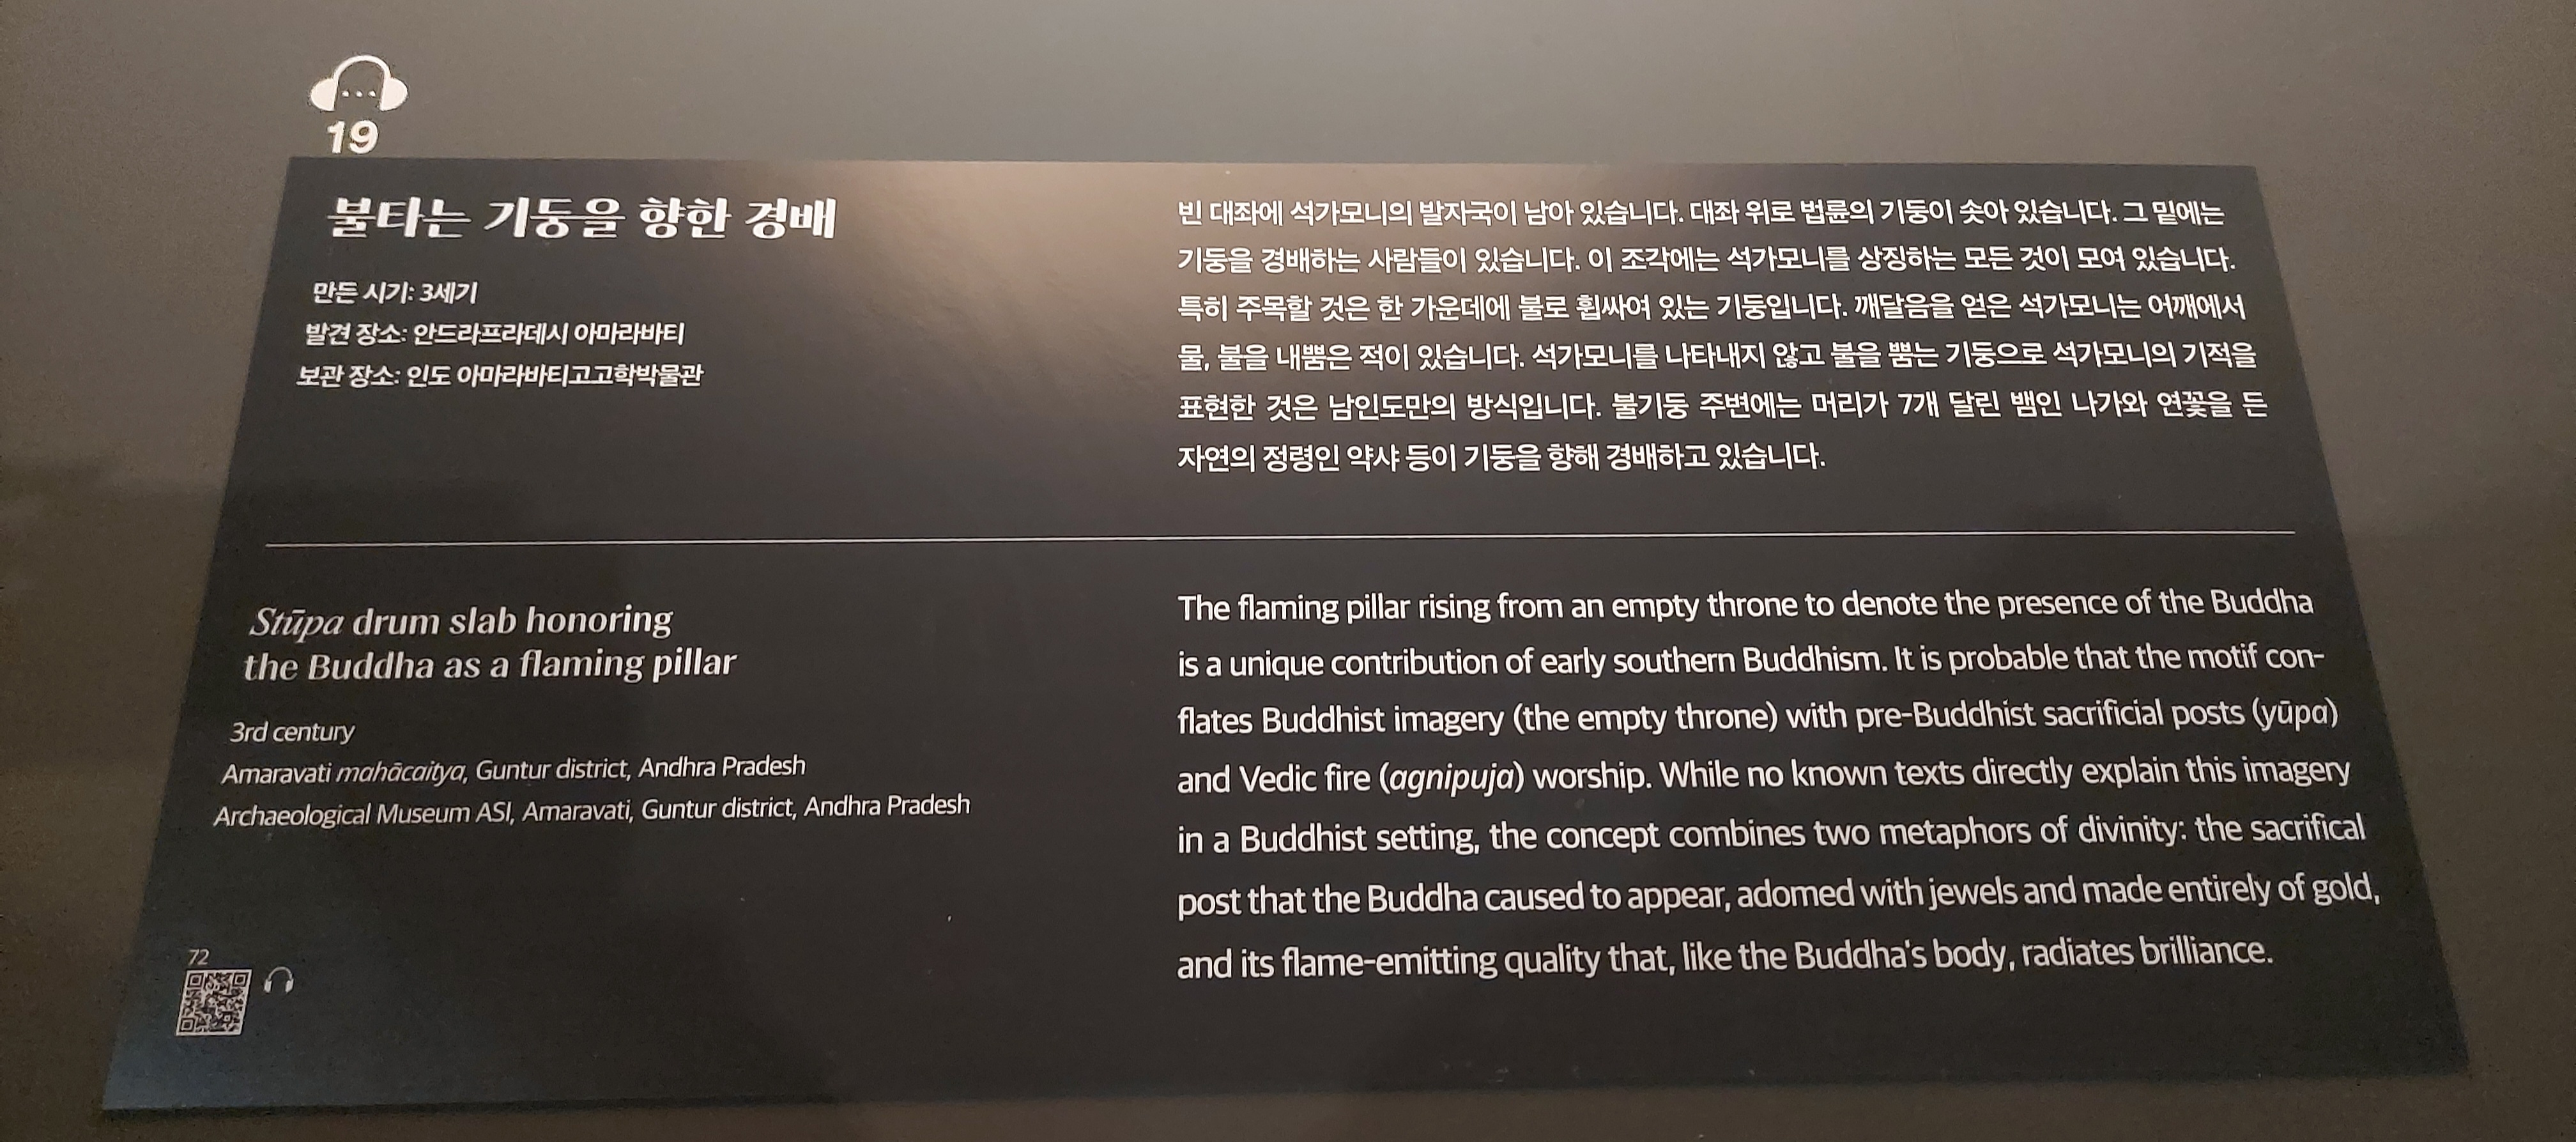 19
불타는 기둥을 향한 경배
만든 시기: 3세기
발견 장소: 안드라프라데시 아마라바티
보관 장소: 인도 아마라바티고고학박물관
빈 대좌에 석가모니의 발자국이 남아 있습니다. 대좌 위로 법륜의 기둥이 솟아 있습니다. 그 밑에는
기둥을 경배하는 사람들이 있습니다. 이 조각에는 석가모니를 상징하는 모든 것이 모여 있습니다.
특히 주목할 것은 한 가운데에 불로 휩싸여 있는 기둥입니다. 깨달음을 얻은 석가모니는 어깨에서
물, 불을 내뿜은 적이 있습니다. 석가모니를 나타내지 않고 불을 뿜는 기둥으로 석가모니의 기적을
표현한 것은 남인도만의 방식입니다. 불기둥 주변에는 머리가 7개 달린 뱀인 나가와 연꽃을 든
자연의 정령인 약샤 등이 기둥을 향해 경배하고 있습니다.
Stūpa drum slab honoring
the Buddha as a flaming pillar
3rd century
Amaravati mahācaitya, Guntur district, Andhra Pradesh
Archaeological Museum ASI, Amaravati, Guntur district, Andhra Pradesh
72
The flaming pillar rising from an empty throne to denote the presence of the Buddha
is a unique contribution of early southern Buddhism. It is probable that the motif con-
flates Buddhist imagery (the empty throne) with pre-Buddhist sacrificial posts (yūpa)
and Vedic fire (agnipuja) worship. While no known texts directly explain this imagery
in a Buddhist setting, the concept combines two metaphors of divinity: the sacrifical
post that the Buddha caused to appear, adorned with jewels and made entirely of gold,
and its flame-emitting quality that, like the Buddha's body, radiates brilliance.